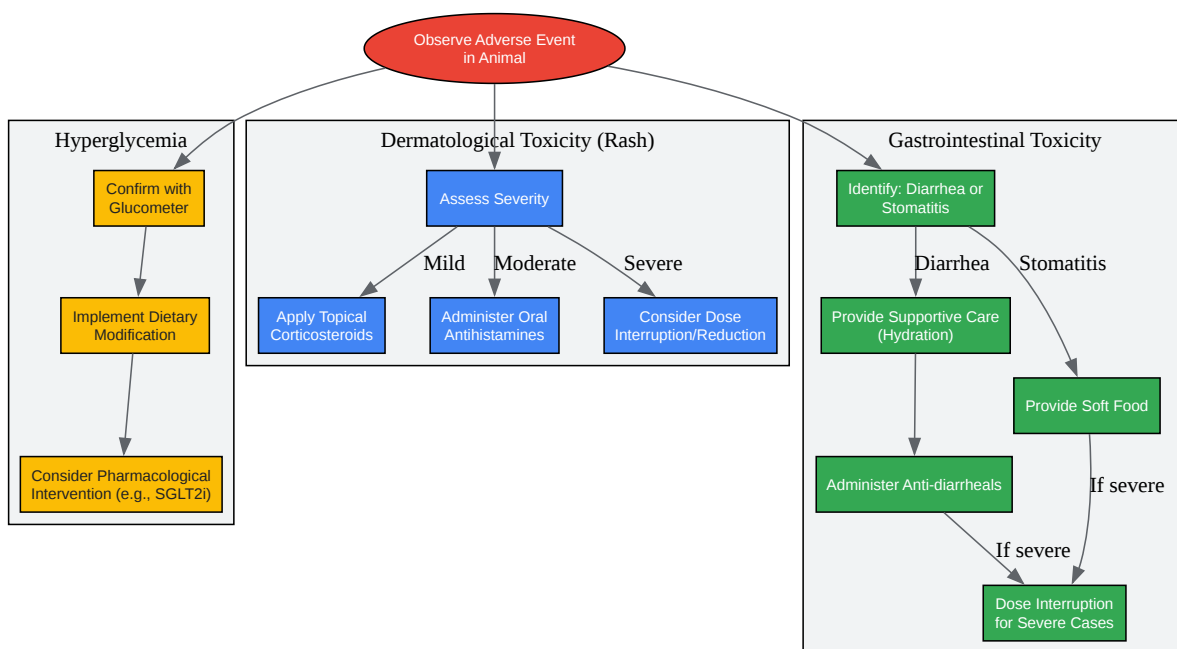 Observe Adverse Event
in Animal
Hyperglycemia
Confirm with
Glucometer
Implement Dietary
Modification
Consider Pharmacological
Intervention (e.g., SGLT2i)
Dermatological Toxicity (Rash)
Assess Severity
Mild
Moderate
Severe
Apply Topical
Corticosteroids
Administer Oral
Antihistamines
Consider Dose
Interruption/Reduction
Gastrointestinal Toxicity
Identify: Diarrhea or
Stomatitis
Diarrhea
Stomatitis
Provide Supportive Care
(Hydration)
Provide Soft Food
Administer Anti-diarrheals
If severe
If severe
Dose Interruption
for Severe Cases